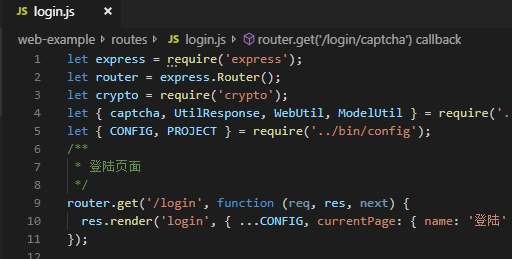 JS login.js
web-example > routes > JS login.js > router.get('/login/captcha') callback
1 let express = require('express');
2 let router = express.Router();
3 let crypto = require('crypto');
4 let { captcha, UtilResponse, WebUtil, ModelUtil } = require('.
5 let { CONFIG, PROJECT } = require('../bin/config');
6 /**
7 * 登陆页面
8 */
9 router.get('/login', function (req, res, next) {
10 res.render('login', { ...CONFIG, currentPage: { name: '登陆'
11 });
12